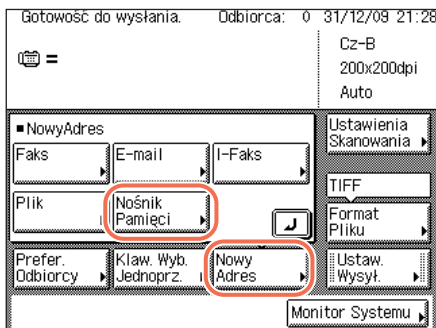 Gotowość do wysłania. Odbiorca: 0 31/12/09 21:28
=
Cz-B
200x200dpi
Auto
■NowyAdres
Faks
E-mail
I-Faks
Ustawienia
Skanowania
Plik
Nośnik
Pamięci
TIFF
Format
Pliku
Prefer.
Odbiorcy
Klaw. Wyb.
Jednoprz.
Nowy
Adres
Ustaw.
Wysył.
Monitor Systemu